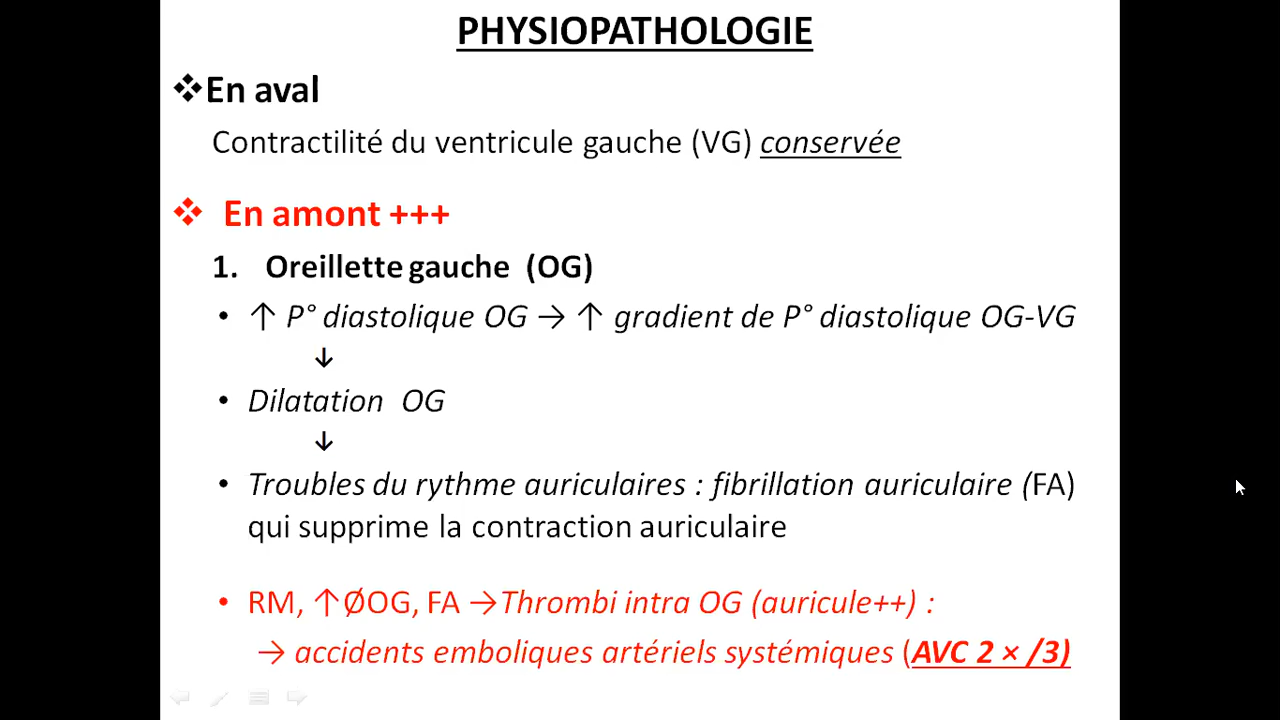 PHYSIOPATHOLOGIE
❖En aval
Contractilité du ventricule gauche (VG) conservée
❖ En amont +++
1. Oreillette gauche (OG)
• ↑ P° diastolique OG → ↑ gradient de P° diastolique OG-VG
↓
• Dilatation OG
↓
• Troubles du rythme auriculaires : fibrillation auriculaire (FA)
qui supprime la contraction auriculaire
• RM, ↑ØOG, FA →Thrombi intra OG (auricule++) :
→ accidents emboliques artériels systémiques (AVC 2 × /3)